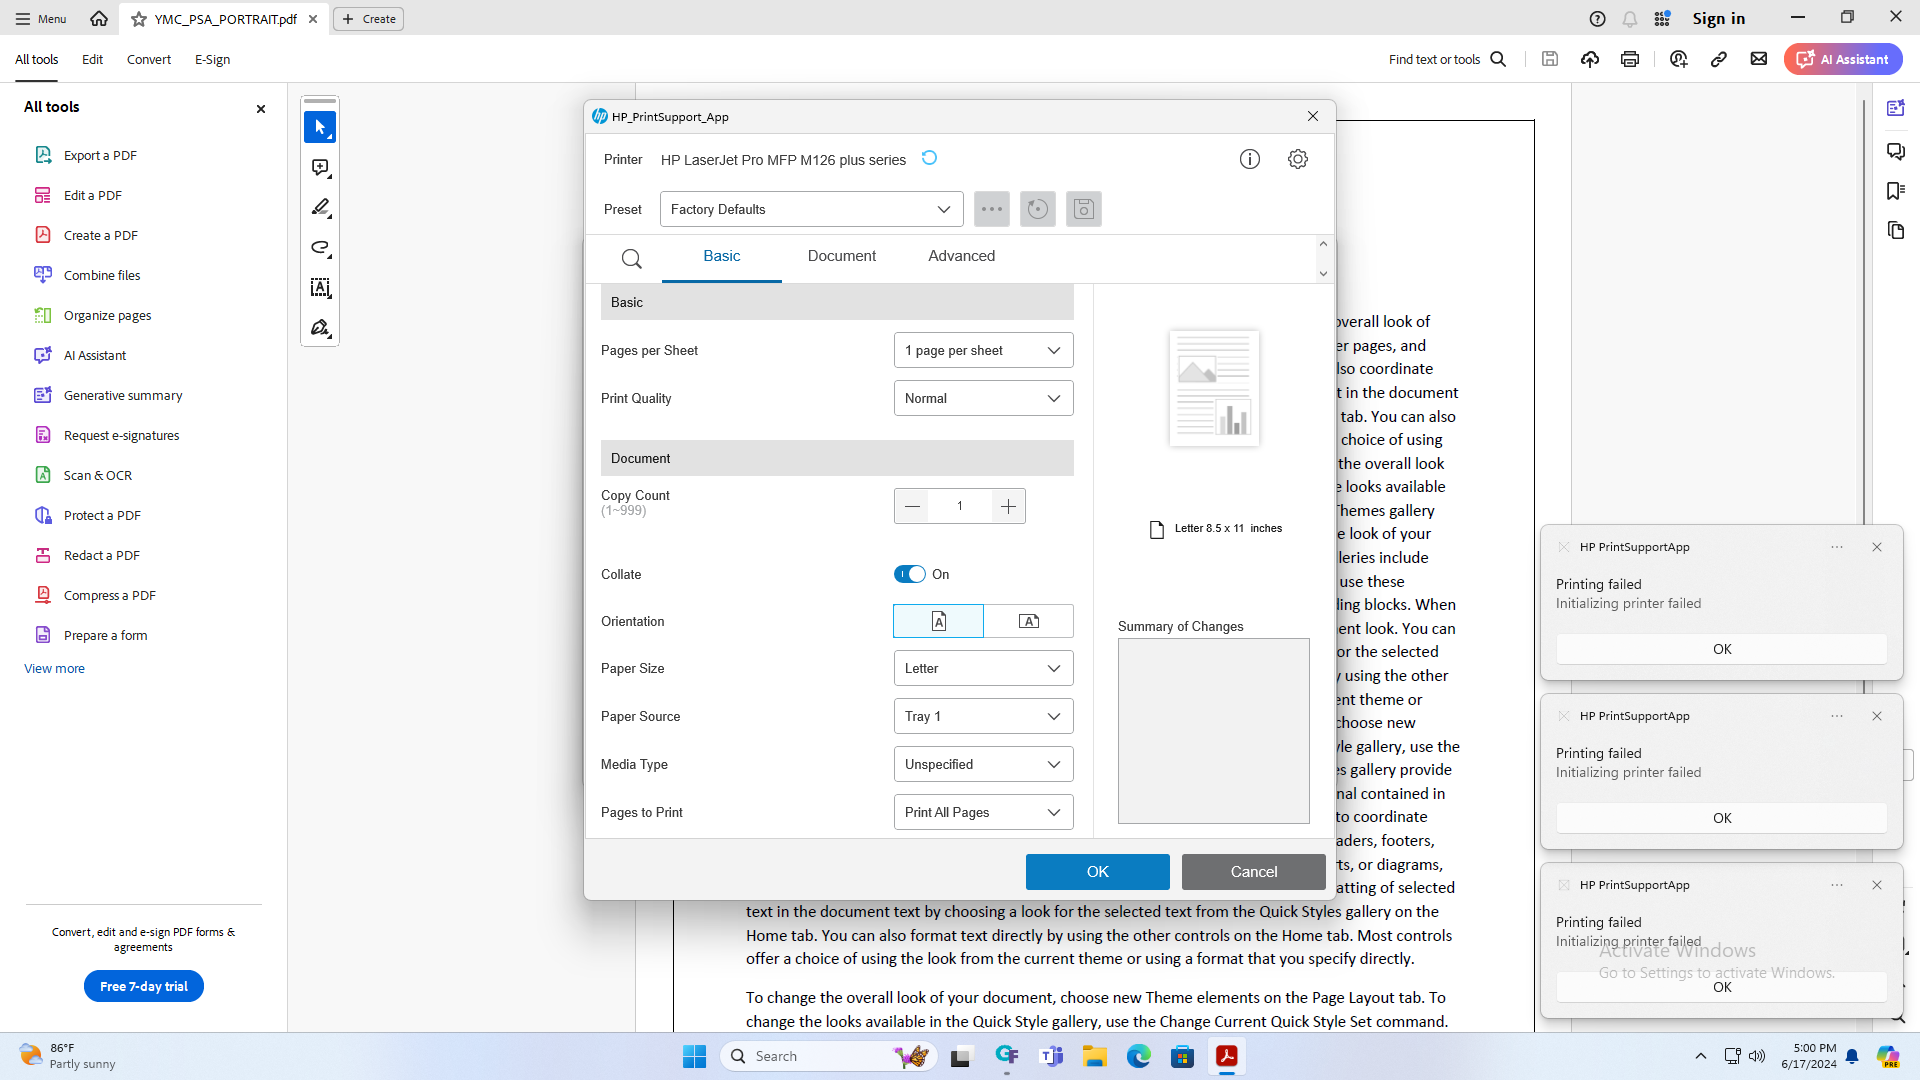 Menu
YMC_PSA_PORTRAIT.pdf
Create
Sign in
All tools
Edit
Convert
E-Sign
Find text or tools
AI Assistant
All tools
Export a PDF
Edit a PDF
Create a PDF
Combine files
Organize pages
AI Assistant
Generative summary
Request e-signatures
Scan & OCR
Protect a PDF
Redact a PDF
Compress a PDF
Prepare a form
View more
Convert, edit and e-sign PDF forms &
agreements
Free 7-day trial
HP_PrintSupport_App
Printer HP LaserJet Pro MFP M126 plus series
Preset Factory Defaults
Basic Document Advanced
Basic
Pages per Sheet 1 page per sheet
Print Quality Normal
Document
Copy Count
(1~999)
1
Collate On
Orientation
Paper Size Letter
Paper Source Tray 1
Media Type Unspecified
Pages to Print Print All Pages
Letter 8.5 x 11 inches
Summary of Changes
OK
Cancel
overall look of
er pages, and
lso coordinate
t in the document
tab. You can also
choice of using
the overall look
e looks available
Themes gallery
e look of your
lleries include
use these
ling blocks. When
ent look. You can
or the selected
y using the other
ent theme or
choose new
yle gallery, use the
es gallery provide
nal contained in
to coordinate
aders, footers,
ts, or diagrams,
atting of selected
text in the document text by choosing a look for the selected text from the Quick Styles gallery on the
Home tab. You can also format text directly by using the other controls on the Home tab. Most controls
offer a choice of using the look from the current theme or using a format that you specify directly.
To change the overall look of your document, choose new Theme elements on the Page Layout tab. To
change the looks available in the Quick Style gallery, use the Change Current Quick Style Set command.
HP PrintSupportApp
Printing failed
Initializing printer failed
OK
HP PrintSupportApp
Printing failed
Initializing printer failed
OK
HP PrintSupportApp
Printing failed
Initializing printer failed
Activate Windows
Go to Settings to activate Windows.
OK
86°F
Partly sunny
Search
5:00 PM
6/17/2024
PRE